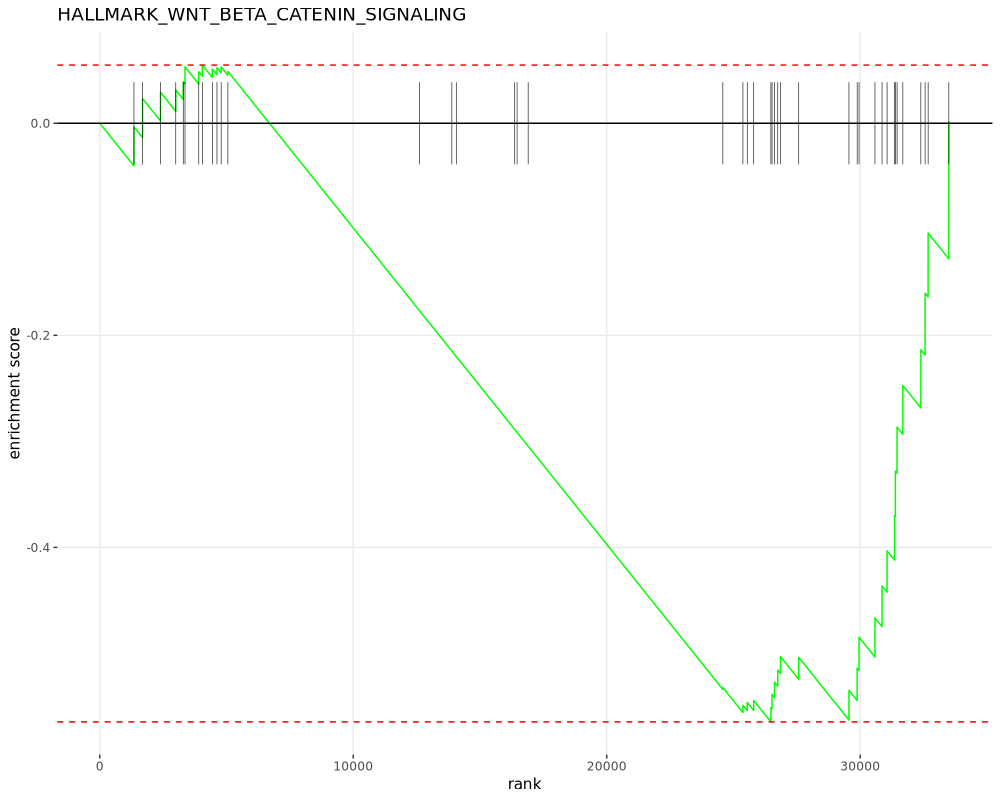 HALLMARK_WNT_BETA_CATENIN_SIGNALING
0.0
-0.2
-0.4
enrichment score
0
10000
20000
30000
rank